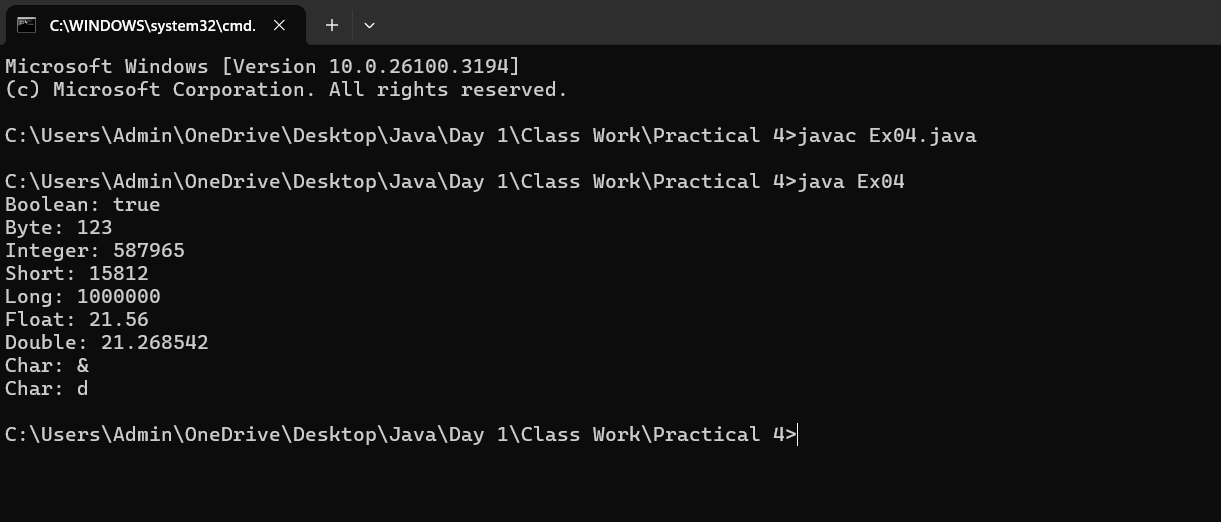 C:\WINDOWS\system32\cmd.
Microsoft Windows [Version 10.0.26100.3194]
(c) Microsoft Corporation. All rights reserved.
C:\Users\Admin\OneDrive\Desktop\Java\Day 1\Class Work\Practical 4>javac Ex04.java
C:\Users\Admin\OneDrive\Desktop\Java\Day 1\Class Work\Practical 4>java Ex04
Boolean: true
Byte: 123
Integer: 587965
Short: 15812
Long: 1000000
Float: 21.56
Double: 21.268542
Char: &
Char: d
C:\Users\Admin\OneDrive\Desktop\Java\Day 1\Class Work\Practical 4>